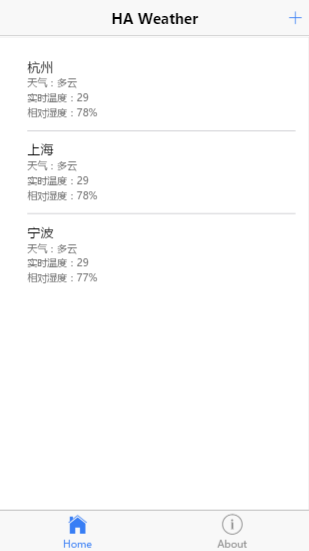 HA Weather
杭州
天气：多云
实时温度：29
相对湿度：78%
上海
天气：多云
实时温度：29
相对湿度：78%
宁波
天气：多云
实时温度：29
相对湿度：77%
Home
About